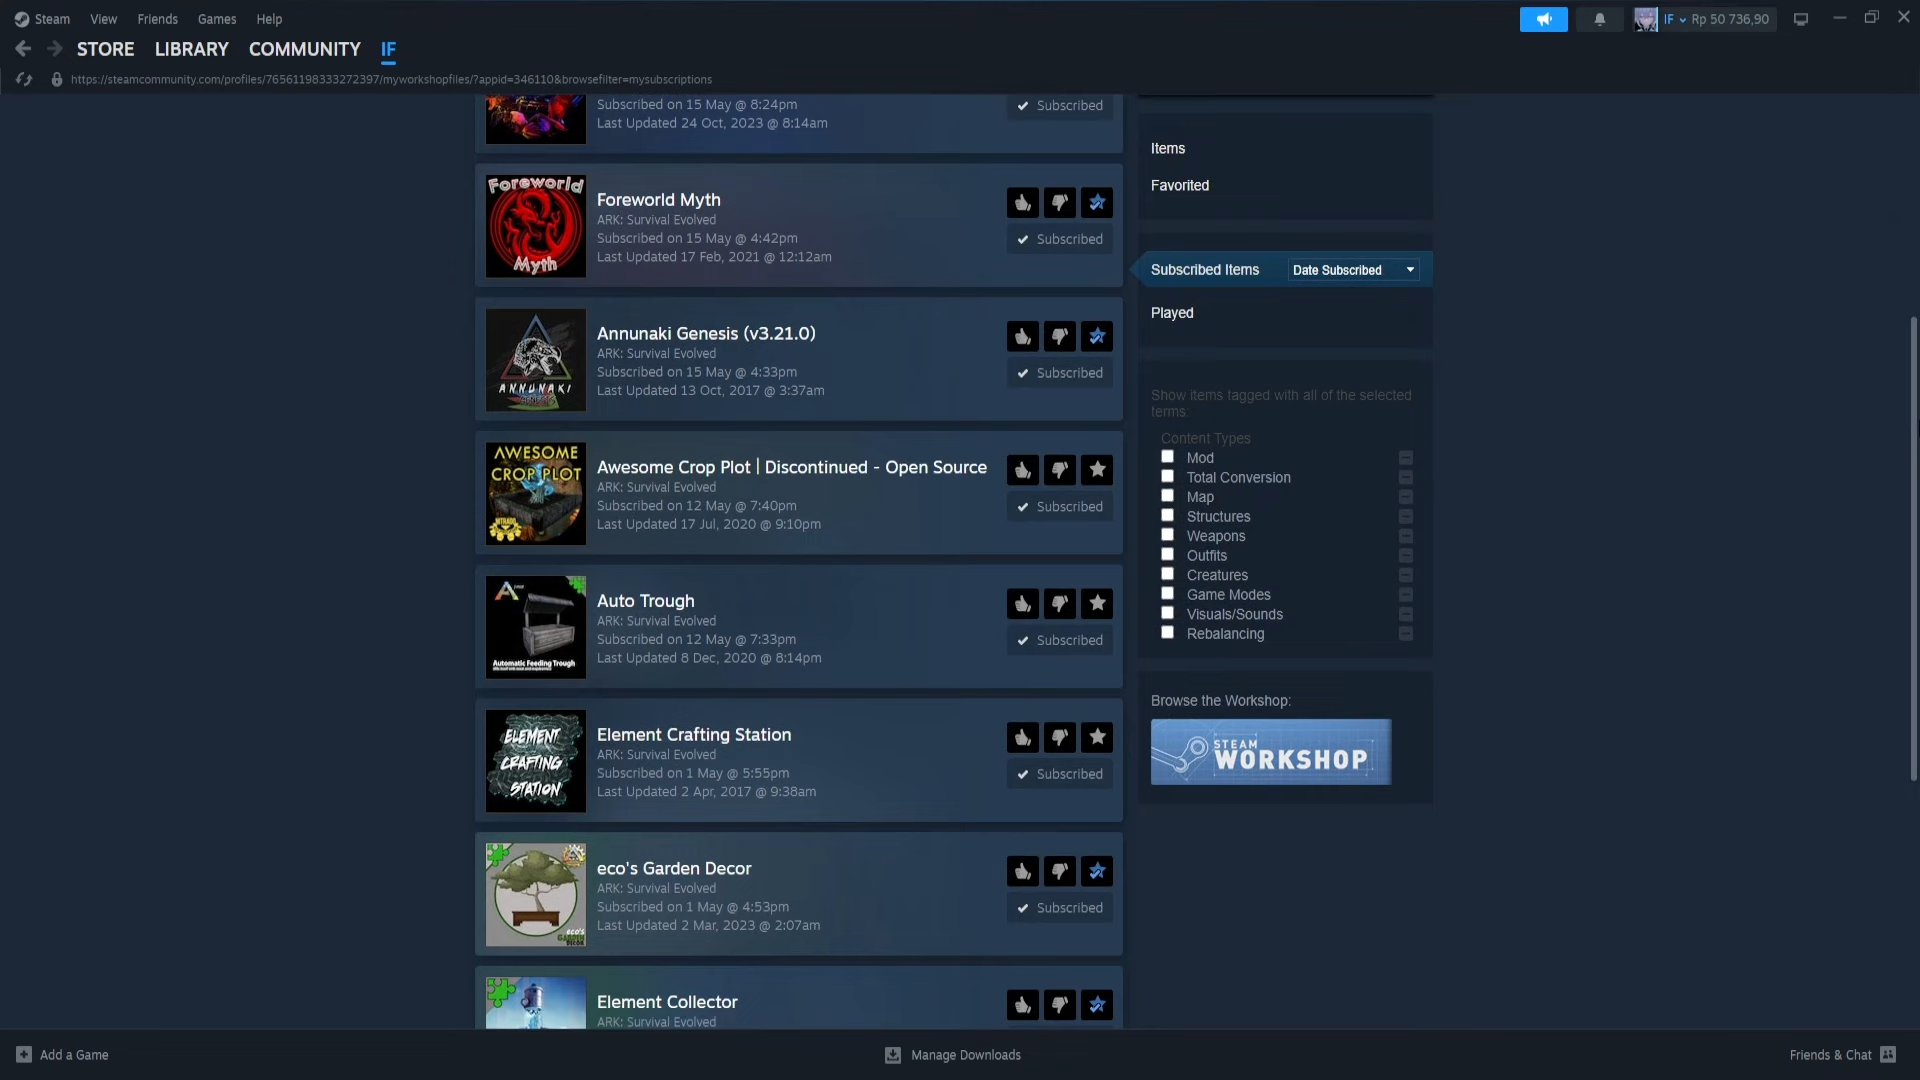 Steam View Friends Games Help
IF Rp 50 736,90
STORE LIBRARY COMMUNITY IF
https://steamcommunity.com/profiles/76561198333272397/myworkshopfiles/?appid=346110&browsefilter=mysubscriptions
Subscribed on 15 May @ 8:24pm
Last Updated 24 Oct, 2023 @ 8:14am
Subscribed
Foreworld
Myth
Foreworld Myth
ARK: Survival Evolved
Subscribed on 15 May @ 4:42pm
Last Updated 17 Feb, 2021 @ 12:12am
Subscribed
ANNUNAKI
GENESIS
Annunaki Genesis (v3.21.0)
ARK: Survival Evolved
Subscribed on 15 May @ 4:33pm
Last Updated 13 Oct, 2017 @ 3:37am
Subscribed
AWESOME
CROP PLOT
Awesome Crop Plot | Discontinued - Open Source
ARK: Survival Evolved
Subscribed on 12 May @ 7:40pm
Last Updated 17 Jul, 2020 @ 9:10pm
Subscribed
Automatic Feeding Trough
Auto Trough
ARK: Survival Evolved
Subscribed on 12 May @ 7:33pm
Last Updated 8 Dec, 2020 @ 8:14pm
Subscribed
ELEMENT
CRAFTING
STATION
Element Crafting Station
ARK: Survival Evolved
Subscribed on 1 May @ 5:55pm
Last Updated 2 Apr, 2017 @ 9:38am
Subscribed
eco's
GARDEN
DECOR
eco's Garden Decor
ARK: Survival Evolved
Subscribed on 1 May @ 4:53pm
Last Updated 2 Mar, 2023 @ 2:07am
Subscribed
Element Collector
ARK: Survival Evolved
Items
Favorited
Subscribed Items Date Subscribed
Played
Show items tagged with all of the selected
terms:
Content Types
Mod
Total Conversion
Map
Structures
Weapons
Outfits
Creatures
Game Modes
Visuals/Sounds
Rebalancing
Browse the Workshop:
STEAM
WORKSHOP
Add a Game
Manage Downloads
Friends & Chat